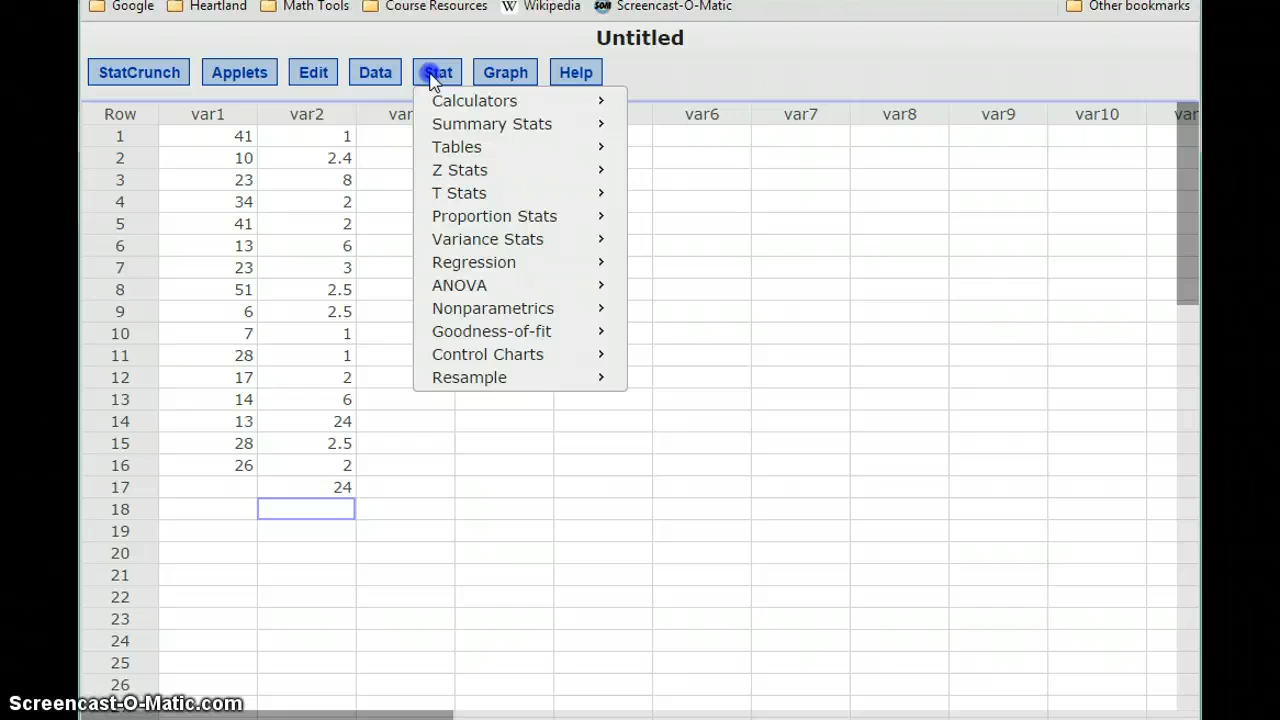 Google Heartland Math Tools Course Resources W Wikipedia SOM Screencast-O-Matic Other bookmarks
Untitled
StatCrunch Applets Edit Data Stat Graph Help
Calculators
Summary Stats
Tables
Z Stats
T Stats
Proportion Stats
Variance Stats
Regression
ANOVA
Nonparametrics
Goodness-of-fit
Control Charts
Resample
Row var1 var2 var6 var7 var8 var9 var10
1 41 1
2 10 2.4
3 23 8
4 34 2
5 41 2
6 13 6
7 23 3
8 51 2.5
9 6 2.5
10 7 1
11 28 1
12 17 2
13 14 6
14 13 24
15 28 2.5
16 26 2
17 24
18
19
20
21
22
23
24
25
26
Screencast-O-Matic.com